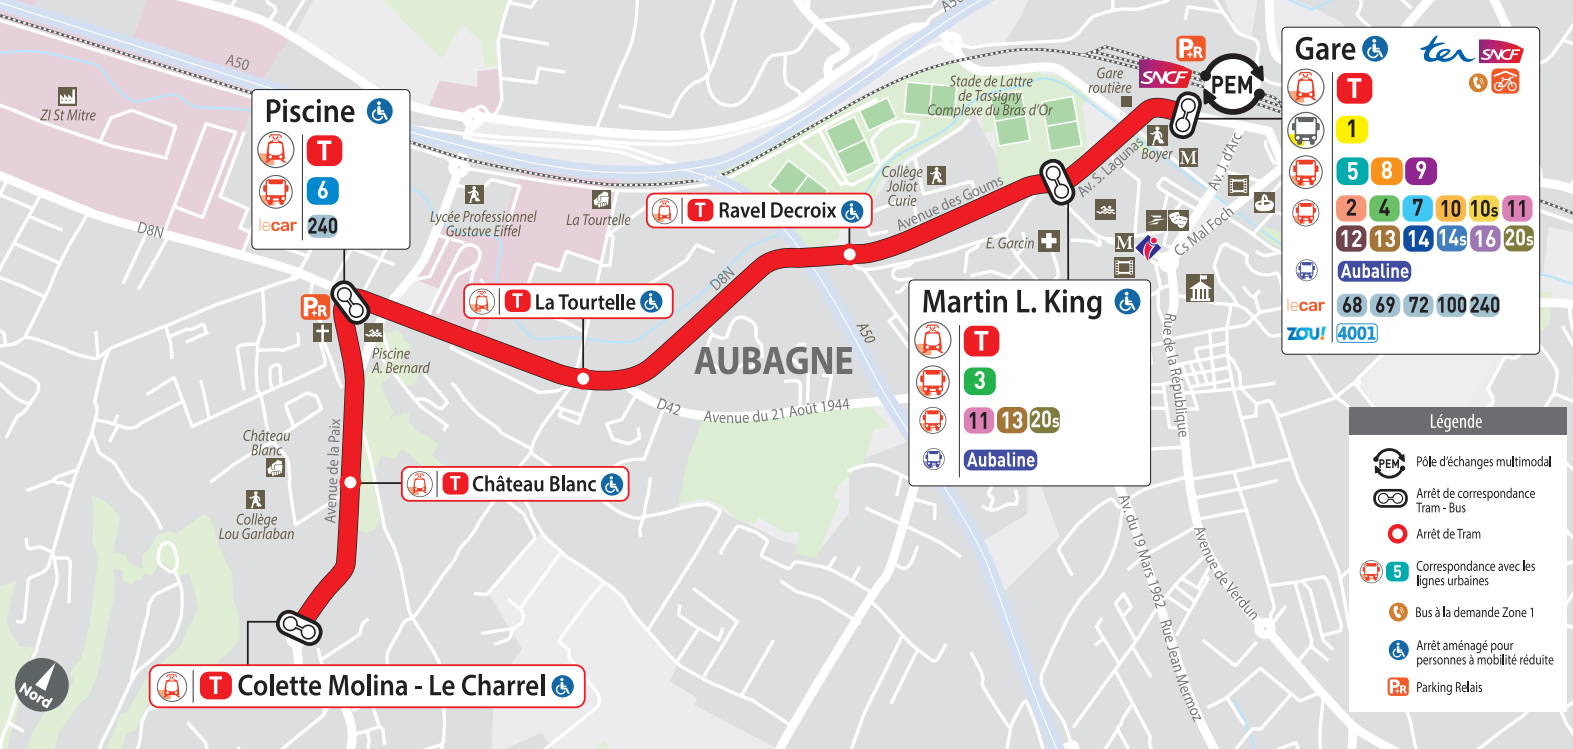 A50
A50
ZI St Mitre
D8N
Piscine
T
6
lecar 240
Lycée Professionnel
Gustave Eiffel
La Tourtelle
T Ravel Decroix
Collège
Joliot
Curie
Stade de Lattre
de Tassigny
Complexe du Bras d'Or
Gare
routière
P+R
SNCF
PEM
Boyer
M
Av. J. d'Arc
Av. S. Lagunas
Avenue des Goums
Cs Mal Foch
E. Garcin
M
Gare
ter SNCF
T
1
5 8 9
2 4 7 10 10s 11
12 13 14 14s 16 20s
Aubaline
lecar 68 69 72 100 240
ZOU! 4001
P+R
T La Tourtelle
D8N
Piscine
A. Bernard
AUBAGNE
A50
D42
Avenue du 21 Août 1944
Martin L. King
T
3
11 13 20s
Aubaline
Rue de la République
Château
Blanc
Avenue de la Paix
T Château Blanc
Collège
Lou Garlaban
Av. du 19 Mars 1962
Rue Jean Mermoz
Avenue de Verdun
T Colette Molina - Le Charrel
Nord
Légende
PEM Pôle d'échanges multimodal
Arrêt de correspondance
Tram - Bus
Arrêt de Tram
5 Correspondance avec les
lignes urbaines
Bus à la demande Zone 1
Arrêt aménagé pour
personnes à mobilité réduite
P+R Parking Relais